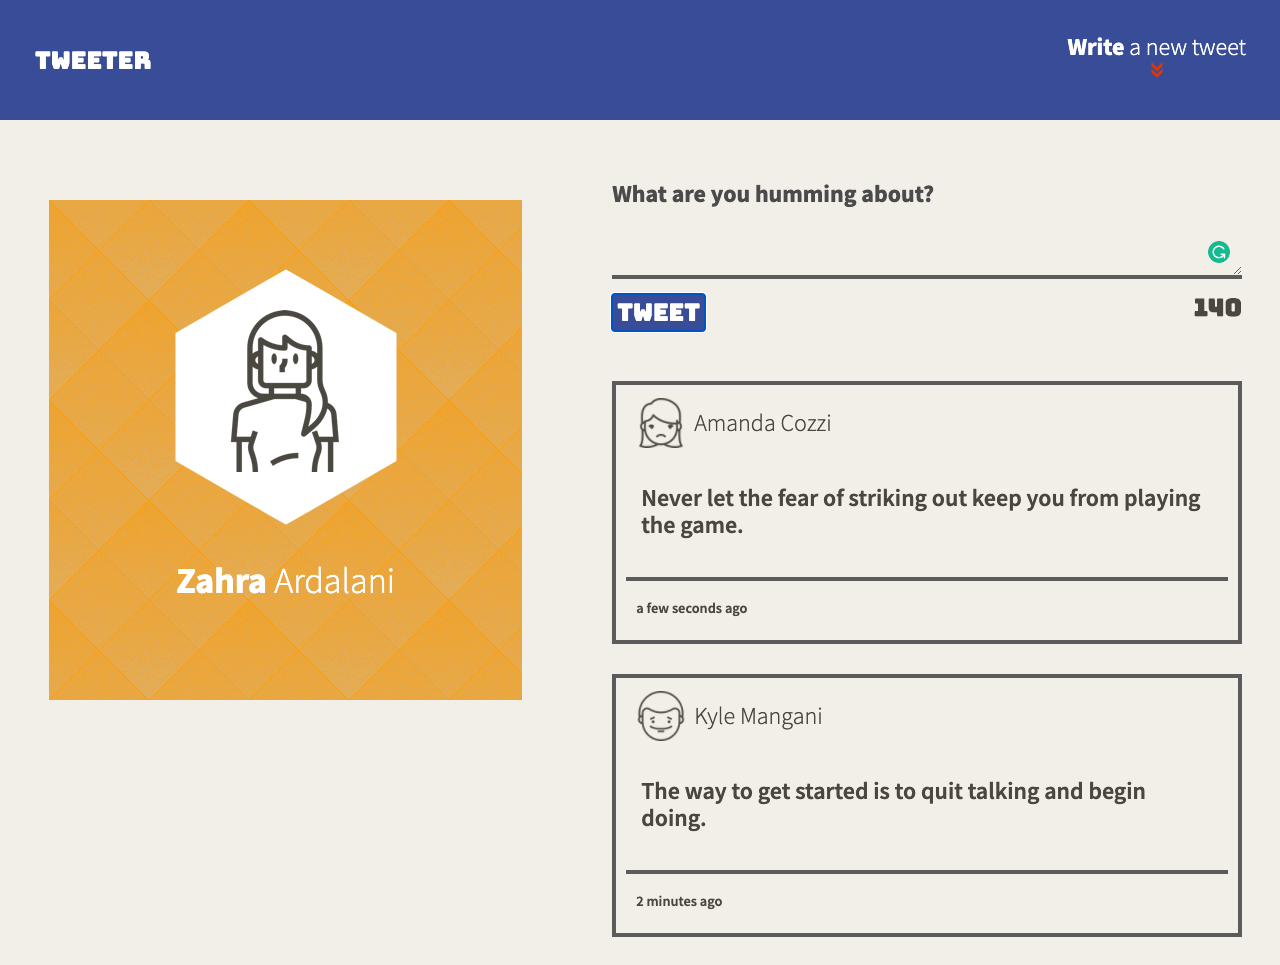 TWEETER
Write a new tweet
What are you humming about?
TWEET
140
Zahra Ardalani
Amanda Cozzi
Never let the fear of striking out keep you from playing
the game.
a few seconds ago
Kyle Mangani
The way to get started is to quit talking and begin
doing.
2 minutes ago